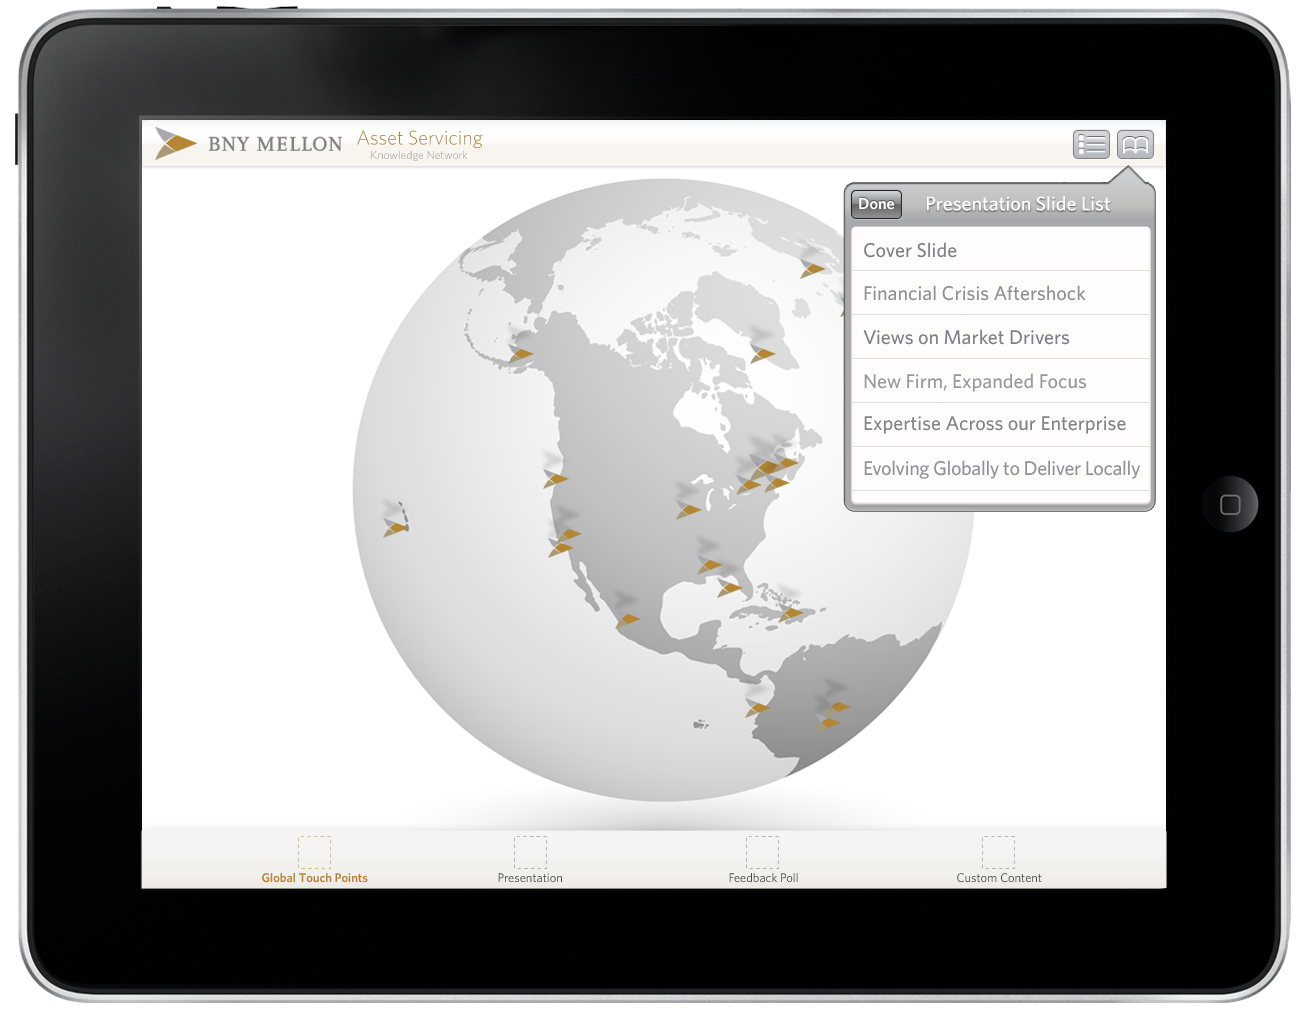 BNY MELLON
Asset Servicing
Knowledge Network
Done
Presentation Slide List
Cover Slide
Financial Crisis Aftershock
Views on Market Drivers
New Firm, Expanded Focus
Expertise Across our Enterprise
Evolving Globally to Deliver Locally
Global Touch Points
Presentation
Feedback Poll
Custom Content